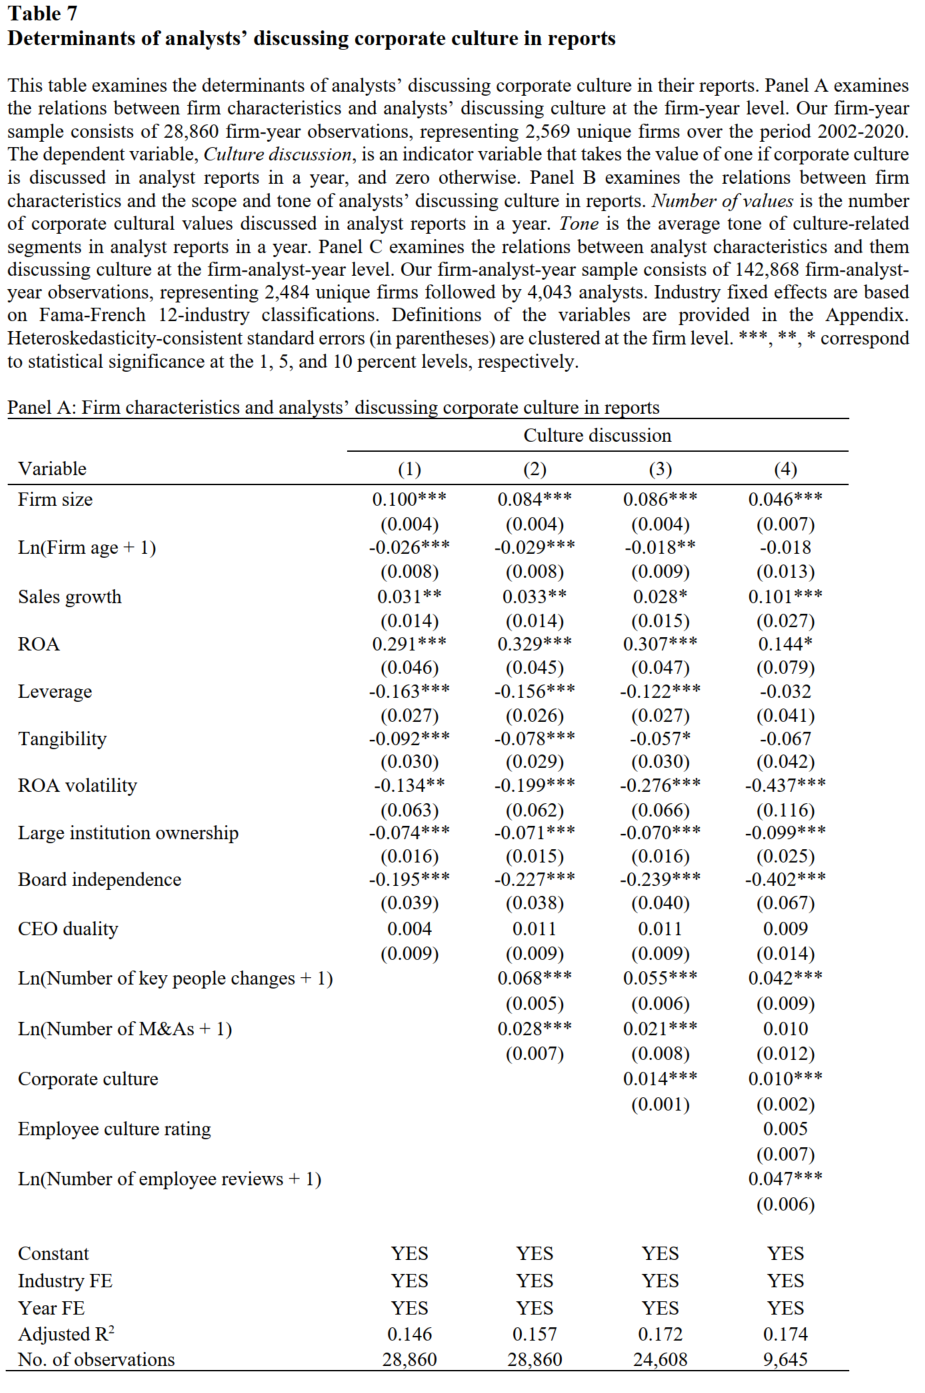 Table 7
Determinants of analysts’ discussing corporate culture in reports
This table examines the determinants of analysts’ discussing corporate culture in their reports. Panel A examines
the relations between firm characteristics and analysts’ discussing culture at the firm-year level. Our firm-year
sample consists of 28,860 firm-year observations, representing 2,569 unique firms over the period 2002-2020.
The dependent variable, Culture discussion, is an indicator variable that takes the value of one if corporate culture
is discussed in analyst reports in a year, and zero otherwise. Panel B examines the relations between firm
characteristics and the scope and tone of analysts’ discussing culture in reports. Number of values is the number
of corporate cultural values discussed in analyst reports in a year. Tone is the average tone of culture-related
segments in analyst reports in a year. Panel C examines the relations between analyst characteristics and them
discussing culture at the firm-analyst-year level. Our firm-analyst-year sample consists of 142,868 firm-analyst-
year observations, representing 2,484 unique firms followed by 4,043 analysts. Industry fixed effects are based
on Fama-French 12-industry classifications. Definitions of the variables are provided in the Appendix.
Heteroskedasticity-consistent standard errors (in parentheses) are clustered at the firm level. ***, **, * correspond
to statistical significance at the 1, 5, and 10 percent levels, respectively.
Panel A: Firm characteristics and analysts’ discussing corporate culture in reports
Culture discussion
Variable (1) (2) (3) (4)
Firm size 0.100*** 0.084*** 0.086*** 0.046***
(0.004) (0.004) (0.004) (0.007)
Ln(Firm age + 1) -0.026*** -0.029*** -0.018** -0.018
(0.008) (0.008) (0.009) (0.013)
Sales growth 0.031** 0.033** 0.028* 0.101***
(0.014) (0.014) (0.015) (0.027)
ROA 0.291*** 0.329*** 0.307*** 0.144*
(0.046) (0.045) (0.047) (0.079)
Leverage -0.163*** -0.156*** -0.122*** -0.032
(0.027) (0.026) (0.027) (0.041)
Tangibility -0.092*** -0.078*** -0.057* -0.067
(0.030) (0.029) (0.030) (0.042)
ROA volatility -0.134** -0.199*** -0.276*** -0.437***
(0.063) (0.062) (0.066) (0.116)
Large institution ownership -0.074*** -0.071*** -0.070*** -0.099***
(0.016) (0.015) (0.016) (0.025)
Board independence -0.195*** -0.227*** -0.239*** -0.402***
(0.039) (0.038) (0.040) (0.067)
CEO duality 0.004 0.011 0.011 0.009
(0.009) (0.009) (0.009) (0.014)
Ln(Number of key people changes + 1) 0.068*** 0.055*** 0.042***
(0.005) (0.006) (0.009)
Ln(Number of M&As + 1) 0.028*** 0.021*** 0.010
(0.007) (0.008) (0.012)
Corporate culture 0.014*** 0.010***
(0.001) (0.002)
Employee culture rating 0.005
(0.007)
Ln(Number of employee reviews + 1) 0.047***
(0.006)
Constant YES YES YES YES
Industry FE YES YES YES YES
Year FE YES YES YES YES
Adjusted R² 0.146 0.157 0.172 0.174
No. of observations 28,860 28,860 24,608 9,645